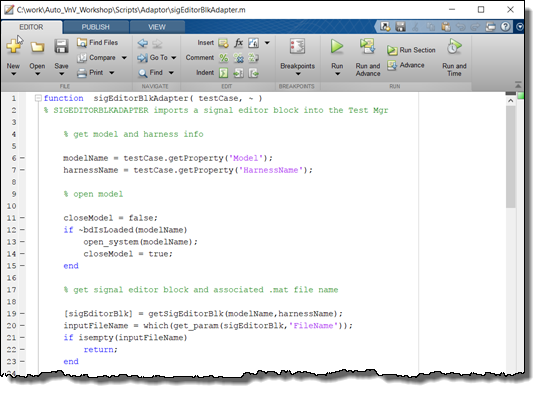 C:\work\Auto_VnV_Workshop\Scripts\Adaptor\sigEditorBlkAdapter.m
EDITOR PUBLISH VIEW
New Open Save Find Files Compare Print
Go To Find
Insert fx
Comment %
Indent
Breakpoints
Run Run and Advance Run Section Advance Run and Time
FILE NAVIGATE EDIT BREAKPOINTS RUN
1 function sigEditorBlkAdapter( testCase, ~ )
2 % SIGEDITORBLKADAPTER imports a signal editor block into the Test Mgr
3
4 % get model and harness info
5
6 – modelName = testCase.getProperty('Model');
7 – harnessName = testCase.getProperty('HarnessName');
8
9 % open model
10
11 – closeModel = false;
12 – if ~bdIsLoaded(modelName)
13 – open_system(modelName);
14 – closeModel = true;
15 – end
16
17 % get signal editor block and associated .mat file name
18
19 – [sigEditorBlk] = getSigEditorBlk(modelName,harnessName);
20 – inputFileName = which(get_param(sigEditorBlk,'FileName'));
21 – if isempty(inputFileName)
22 – return;
23 – end
24